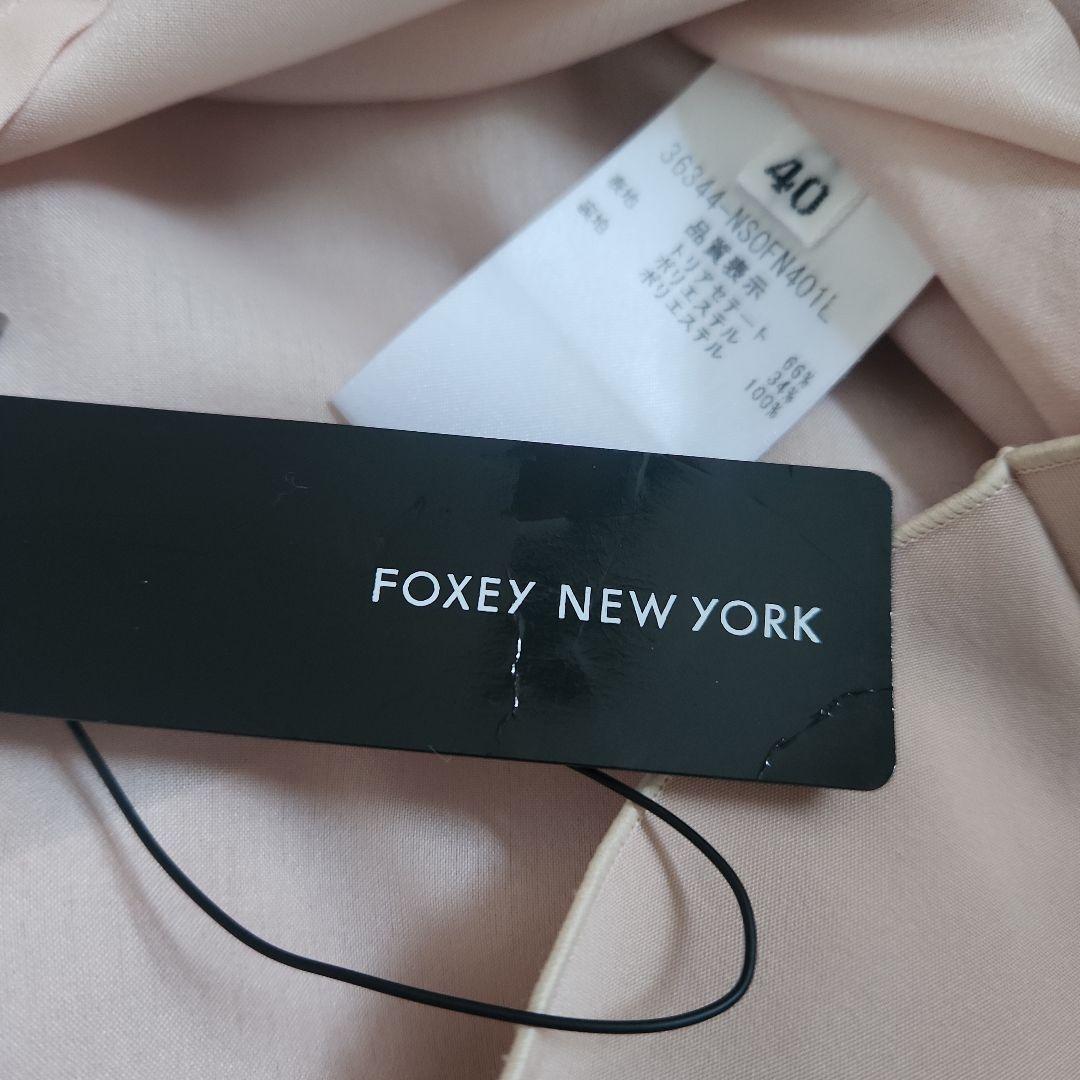 40
36344-NSOFN401L
品質表示
表地 トリアセテート 66%
ポリエステル 34%
裏地 ポリエステル 100%
FOXEY NEW YORK